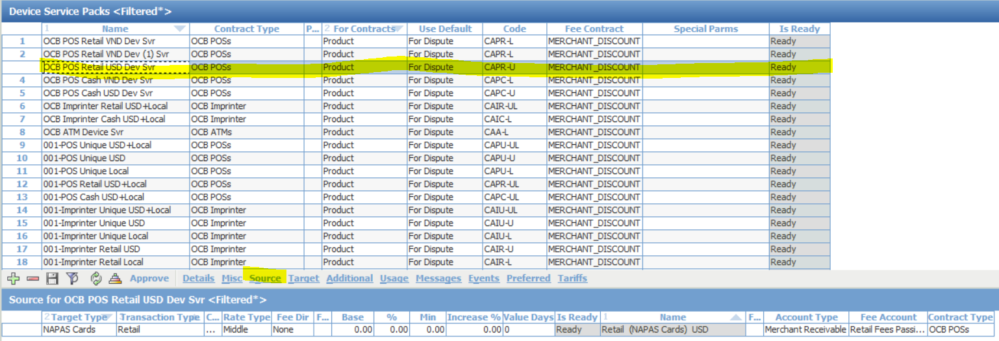 Device Service Packs <Filtered*>
1 Name Contract Type P... 2 For Contracts Use Default Code Fee Contract Special Parms Is Ready
1 OCB POS Retail VND Dev Svr OCB POSs Product For Dispute CAPR-L MERCHANT_DISCOUNT Ready
2 OCB POS Retail VND Dev (1) Svr OCB POSs Product For Dispute CAPR-L MERCHANT_DISCOUNT Ready
OCB POS Retail USD Dev Svr OCB POSs Product For Dispute CAPR-U MERCHANT_DISCOUNT Ready
4 OCB POS Cash VND Dev Svr OCB POSs Product For Dispute CAPC-L MERCHANT_DISCOUNT Ready
5 OCB POS Cash USD Dev Svr OCB POSs Product For Dispute CAPC-U MERCHANT_DISCOUNT Ready
6 OCB Imprinter Retail USD+Local OCB Imprinter Product For Dispute CAIR-UL MERCHANT_DISCOUNT Ready
7 OCB Imprinter Cash USD+Local OCB Imprinter Product For Dispute CAIC-L MERCHANT_DISCOUNT Ready
8 OCB ATM Device Svr OCB ATMs Product For Dispute CAA-L MERCHANT_DISCOUNT Ready
9 001-POS Unique USD+Local OCB POSs Product For Dispute CAPU-UL MERCHANT_DISCOUNT Ready
10 001-POS Unique USD OCB POSs Product For Dispute CAPU-U MERCHANT_DISCOUNT Ready
11 001-POS Unique Local OCB POSs Product For Dispute CAPU-L MERCHANT_DISCOUNT Ready
12 001-POS Retail USD+Local OCB POSs Product For Dispute CAPR-UL MERCHANT_DISCOUNT Ready
13 001-POS Cash USD+Local OCB POSs Product For Dispute CAPC-UL MERCHANT_DISCOUNT Ready
14 001-Imprinter Unique USD+Local OCB Imprinter Product For Dispute CAIU-UL MERCHANT_DISCOUNT Ready
15 001-Imprinter Unique USD OCB Imprinter Product For Dispute CAIU-U MERCHANT_DISCOUNT Ready
16 001-Imprinter Unique Local OCB Imprinter Product For Dispute CAIU-L MERCHANT_DISCOUNT Ready
17 001-Imprinter Retail USD OCB Imprinter Product For Dispute CAIR-U MERCHANT_DISCOUNT Ready
18 001-Imprinter Retail Local OCB Imprinter Product For Dispute CAIR-L MERCHANT_DISCOUNT Ready
Approve Details Misc Source Target Additional Usage Messages Events Preferred Tariffs
Source for OCB POS Retail USD Dev Svr <Filtered*>
2 Target Type Transaction Type C... Rate Type Fee Dir F... Base % Min Increase % Value Days Is Ready 1 Name F... Account Type Fee Account Contract Type
NAPAS Cards Retail ... Middle None 0.00 0.00 0.00 0.00 0 Ready Retail (NAPAS Cards) USD Merchant Receivable Retail Fees Passi... OCB POSs